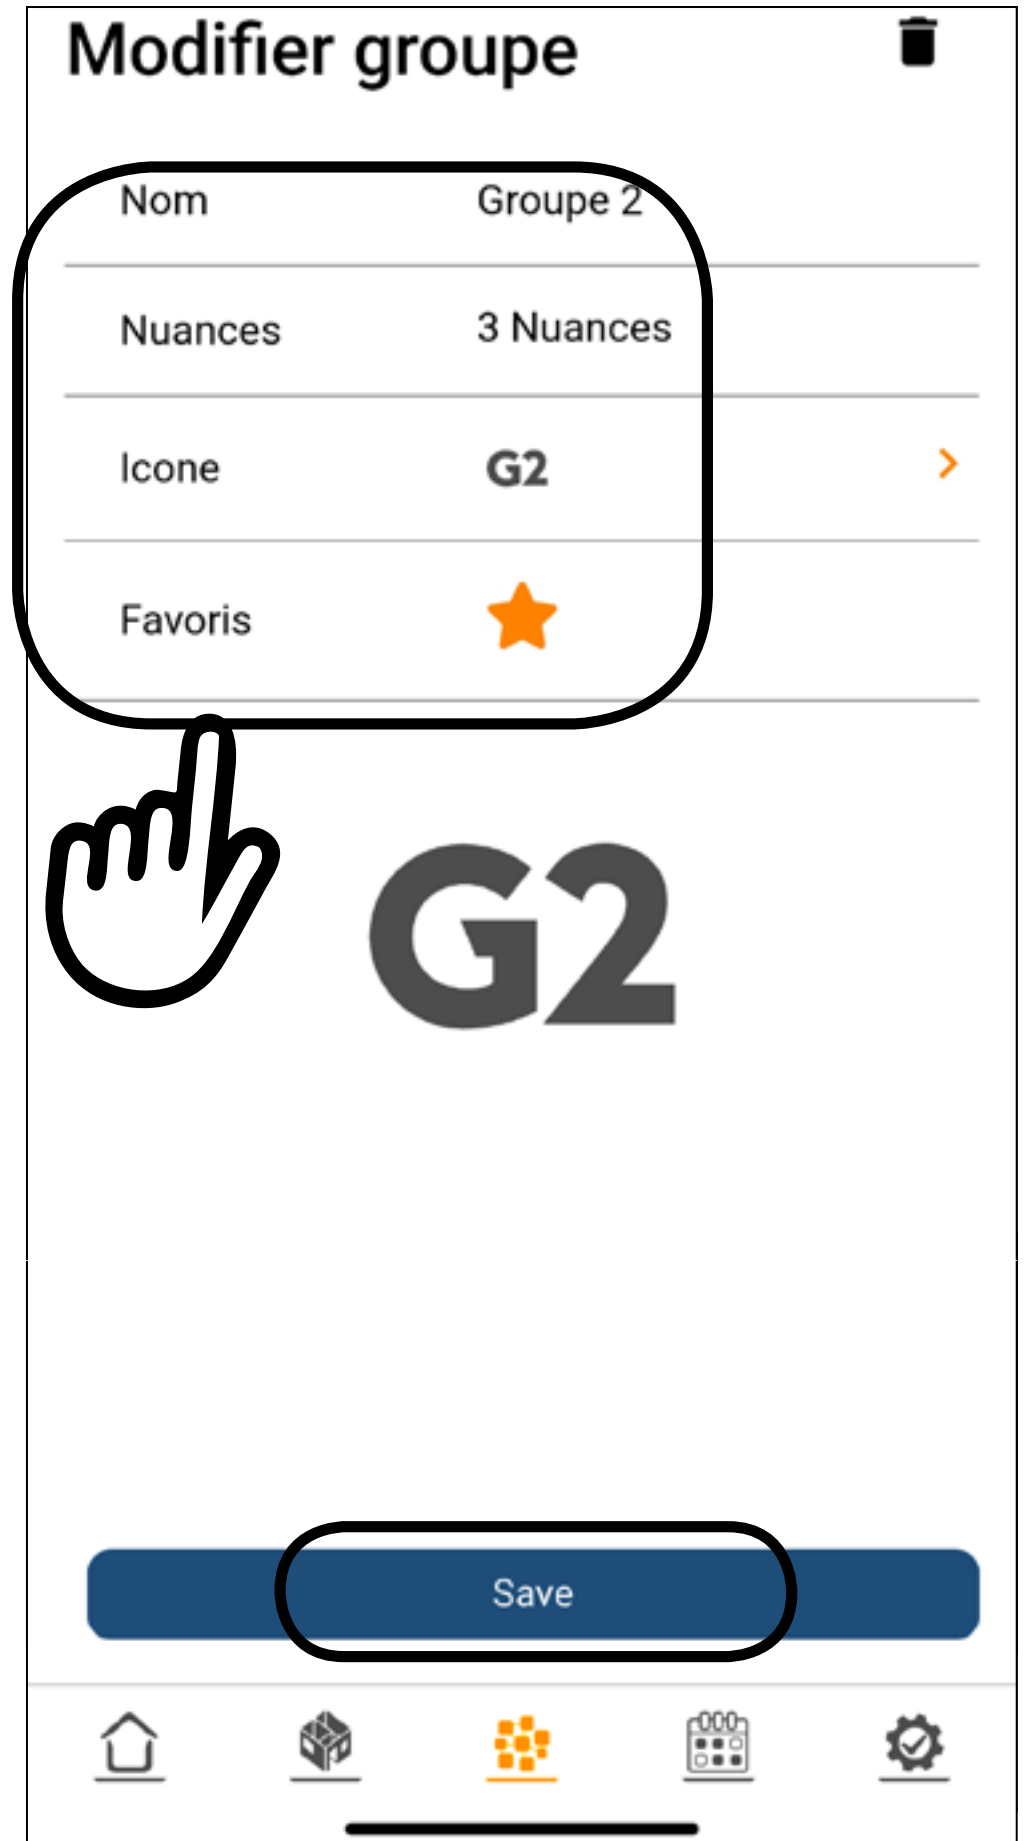 Modifier groupe
Nom Groupe 2
Nuances 3 Nuances
Icone G2
Favoris
G2
Save